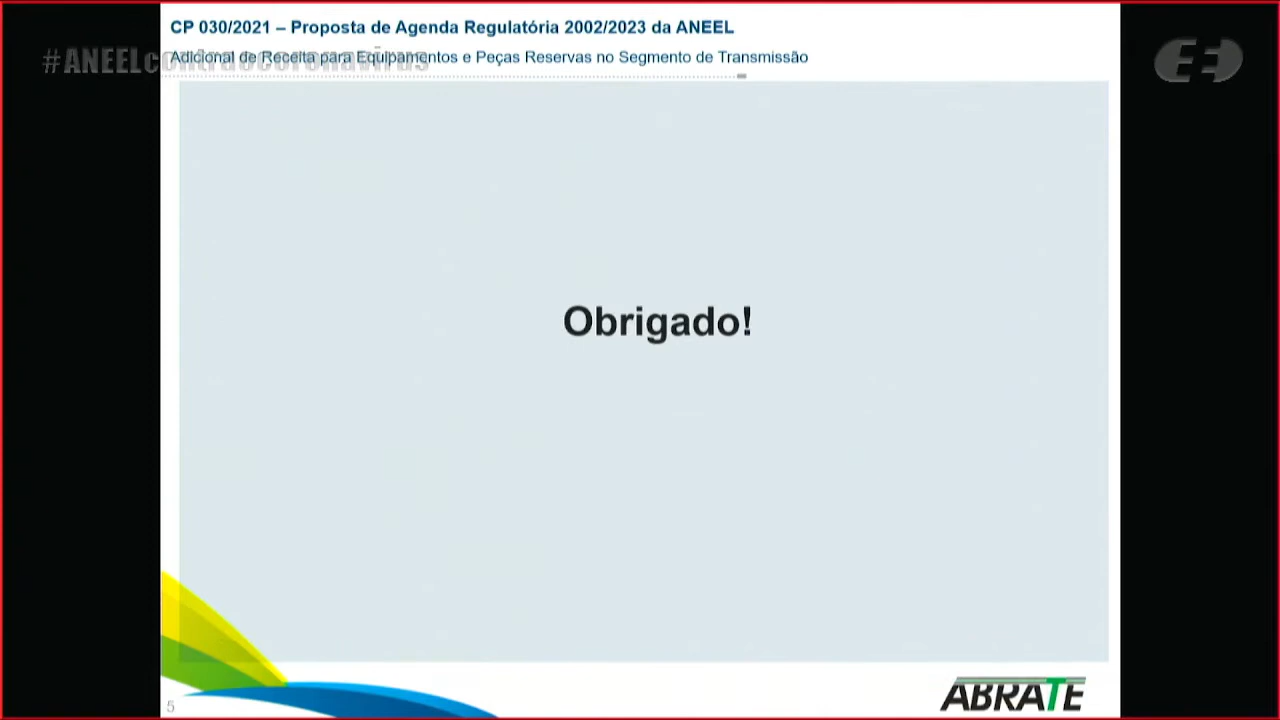 CP 030/2021 – Proposta de Agenda Regulatória 2002/2023 da ANEEL
#ANEELcontraocoronavirus
Adicional de Receita para Equipamentos e Peças Reservas no Segmento de Transmissão
Obrigado!
5
ABRATE